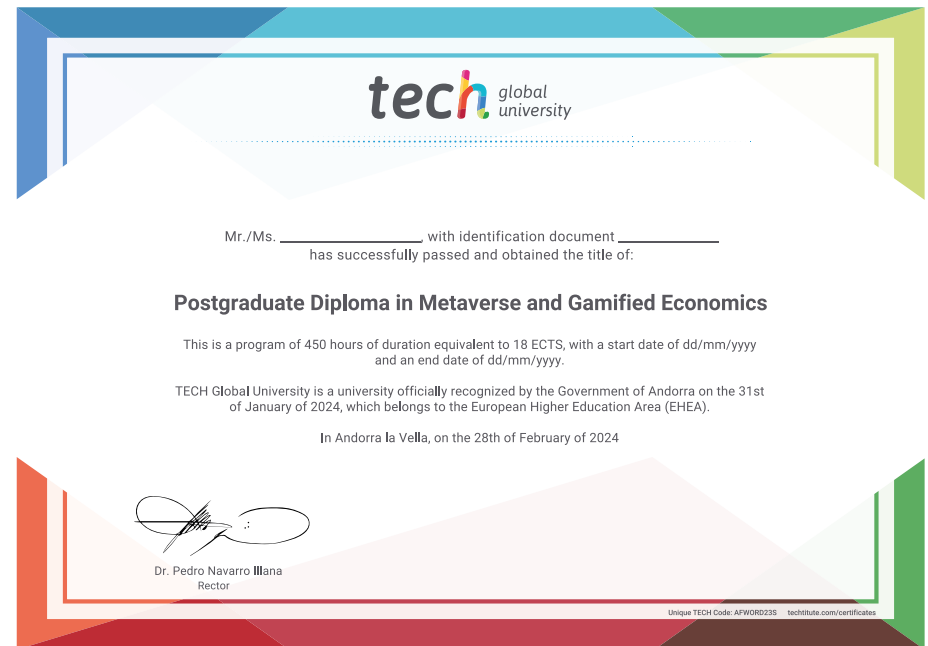 tech global
university
Mr./Ms. ____________________, with identification document ______________
has successfully passed and obtained the title of:
Postgraduate Diploma in Metaverse and Gamified Economics
This is a program of 450 hours of duration equivalent to 18 ECTS, with a start date of dd/mm/yyyy
and an end date of dd/mm/yyyy.
TECH Global University is a university officially recognized by the Government of Andorra on the 31st
of January of 2024, which belongs to the European Higher Education Area (EHEA).
In Andorra la Vella, on the 28th of February of 2024
Dr. Pedro Navarro Illana
Rector
Unique TECH Code: AFWORD23S techtitute.com/certificates